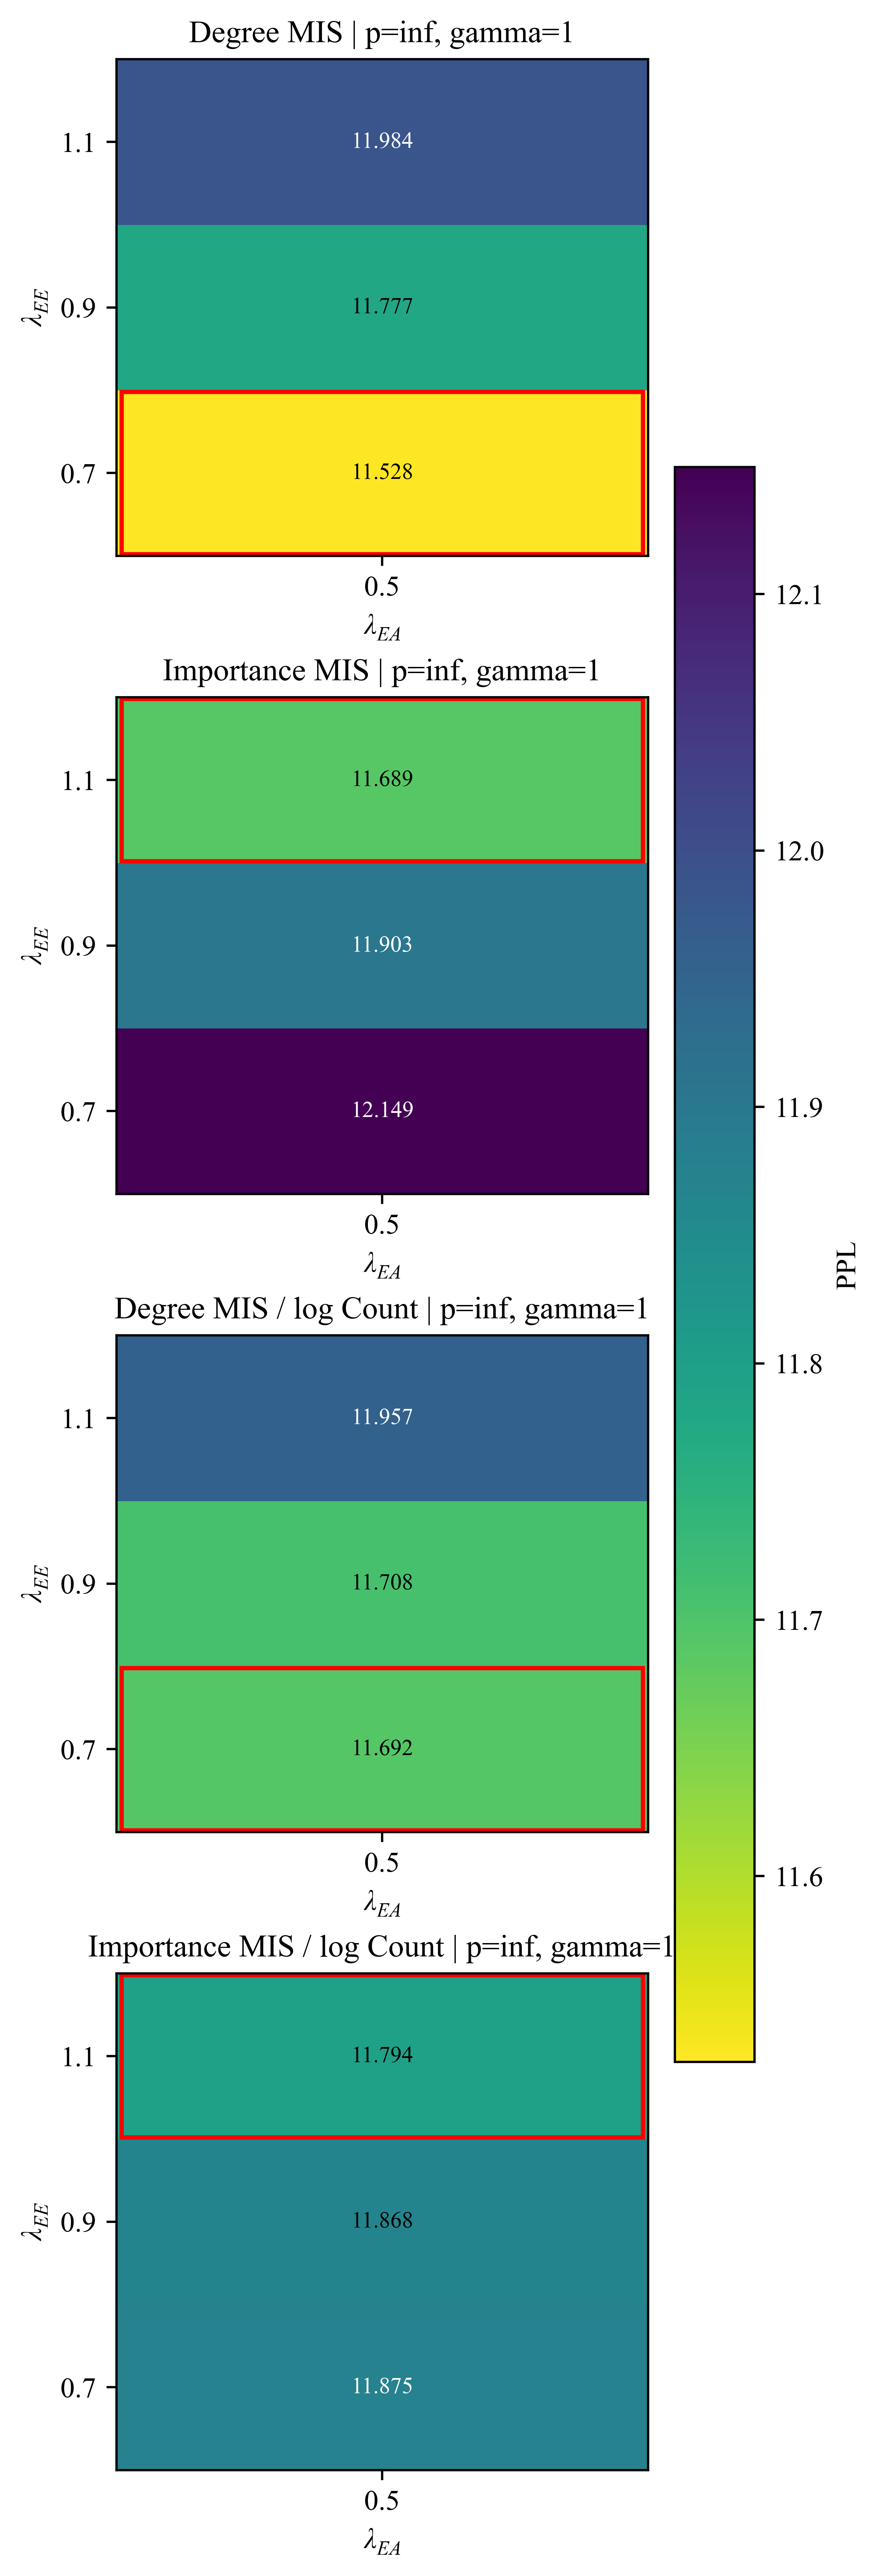 Degree MIS | p=inf, gamma=1
1.1
11.984
0.9
11.777
0.7
11.528
λEE
0.5
λEA
Importance MIS | p=inf, gamma=1
1.1
11.689
0.9
11.903
0.7
12.149
λEE
0.5
λEA
Degree MIS / log Count | p=inf, gamma=1
1.1
11.957
0.9
11.708
0.7
11.692
λEE
0.5
λEA
Importance MIS / log Count | p=inf, gamma=1
1.1
11.794
0.9
11.868
0.7
11.875
λEE
0.5
λEA
12.1
12.0
11.9
11.8
11.7
11.6
PPL